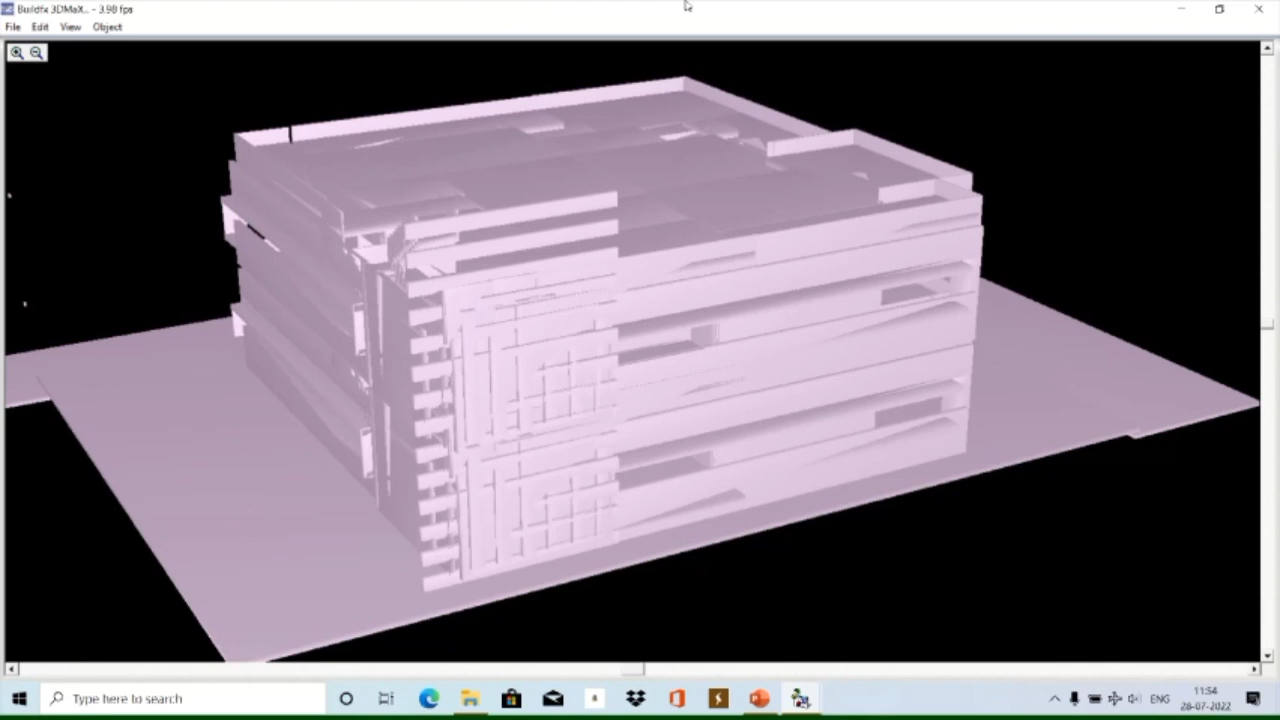 Buildfx 3DMaX.. - 3.98 fps
File Edit View Object
Type here to search
ENG
11:54
28-07-2022